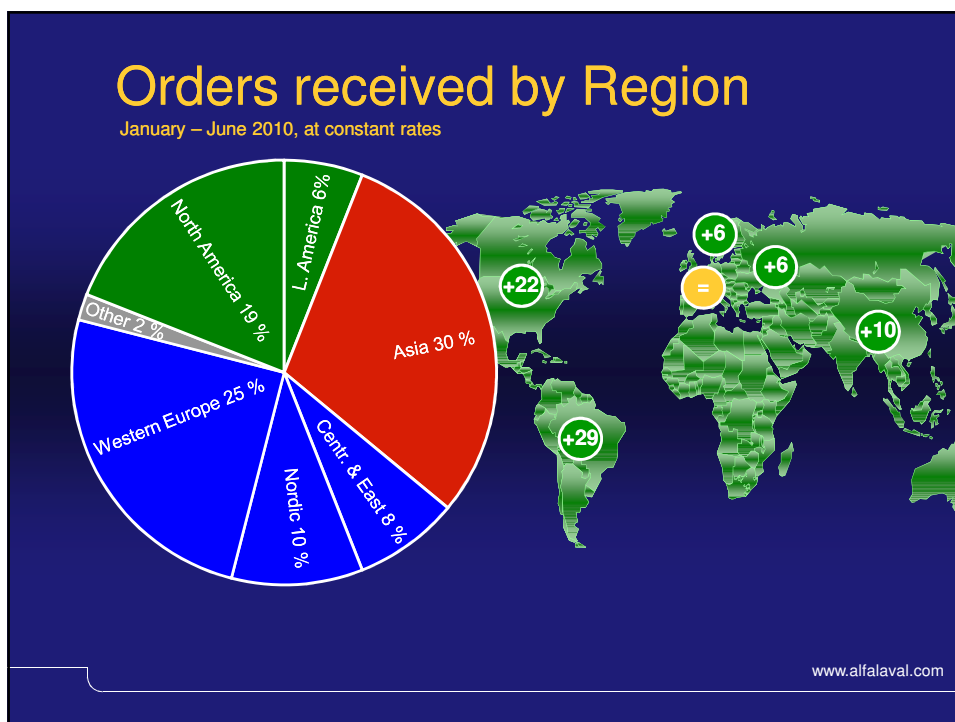 Orders received by Region
January – June 2010, at constant rates
L. America 6%
North America 19 %
Other 2 %
Asia 30 %
Western Europe 25 %
Centr. & East 8 %
Nordic 10 %
+6
+6
+22
=
+10
+29
www.alfalaval.com